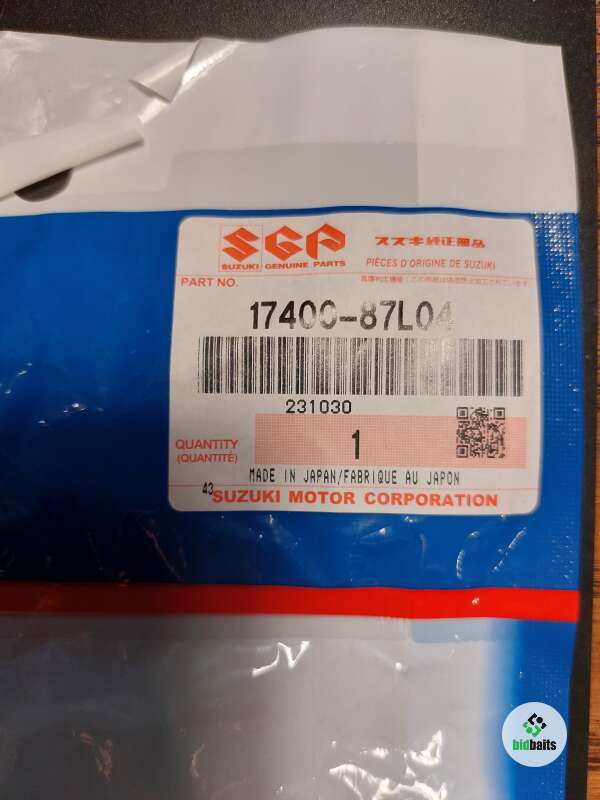 SGP
SUZUKI GENUINE PARTS
スズキ純正部品
PIÈCES D'ORIGINE DE SUZUKI
PART NO.
17400-87L04
231030
QUANTITY
(QUANTITÉ)
1
MADE IN JAPAN/FABRIQUE AU JAPON
43
SUZUKI MOTOR CORPORATION
bidbaits